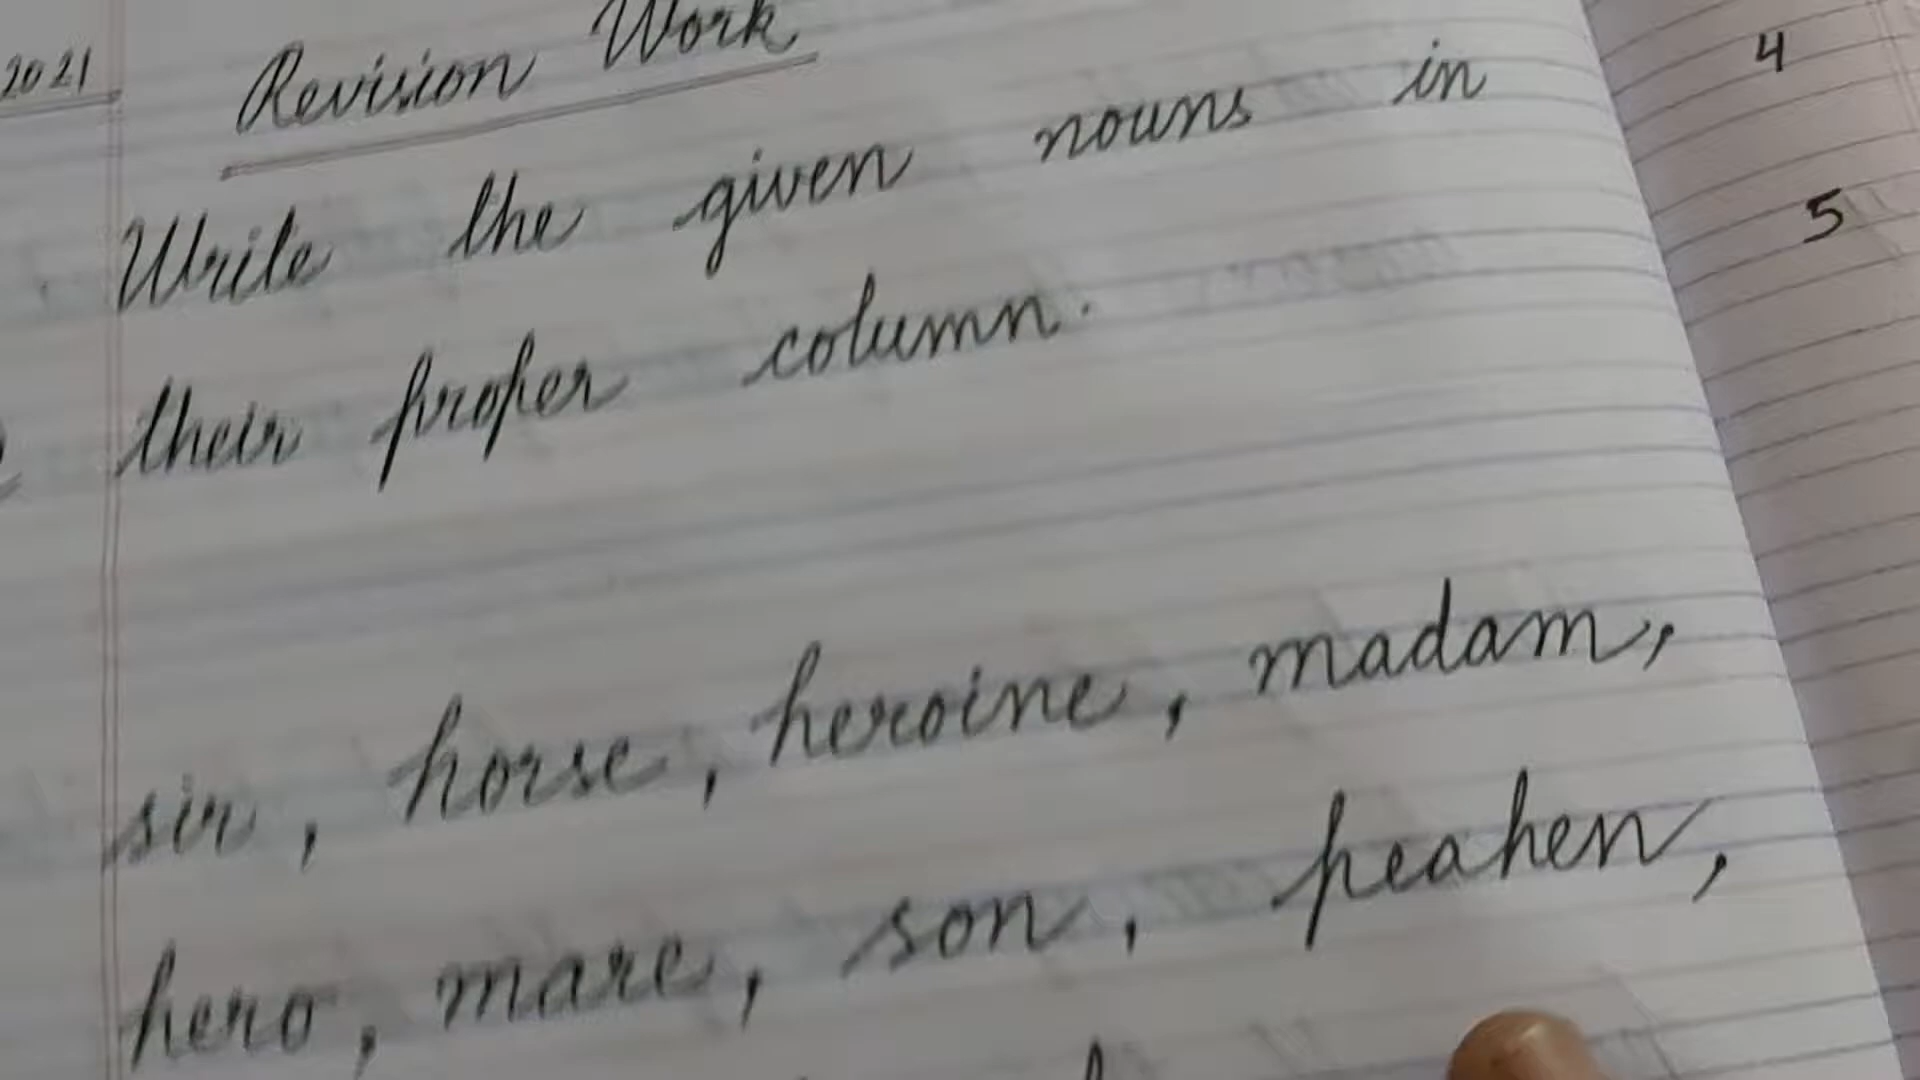 2021
Revision Work
Write the given nouns in
their proper column.
sir, horse, heroine, madam,
hero, mare, son, peahen,
4
5